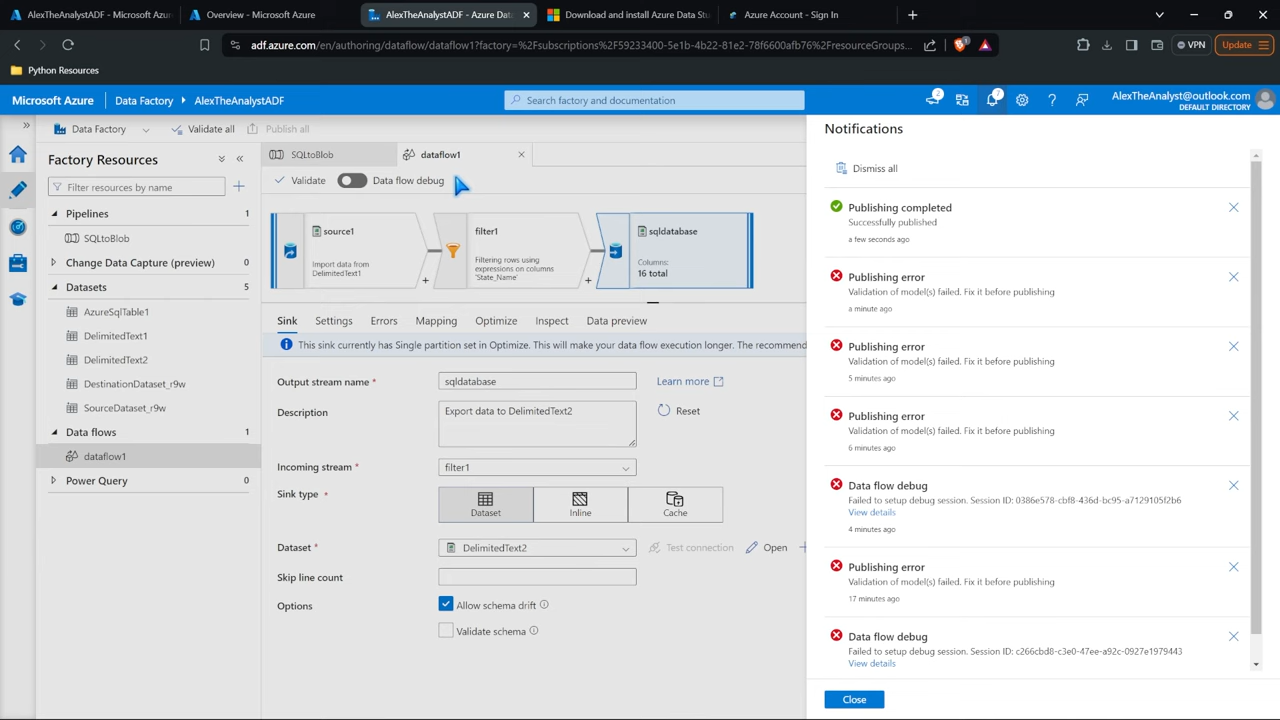 AlexTheAnalystADF - Microsoft Azu
Overview - Microsoft Azure
AlexTheAnalystADF - Azure Dat
Download and install Azure Data Stu
Azure Account - Sign In
adf.azure.com/en/authoring/dataflow/dataflow1?factory=%2Fsubscriptions%2F59233400-5e1b-4b22-81e2-78f6600afb76%2FresourceGroups...
1
VPN
Update
Python Resources
Microsoft Azure
Data Factory
AlexTheAnalystADF
Search factory and documentation
2
7
AlexTheAnalyst@outlook.com
DEFAULT DIRECTORY
Data Factory
Validate all
Publish all
Factory Resources
Filter resources by name
Pipelines 1
SQLtoBlob
Change Data Capture (preview) 0
Datasets 5
AzureSqlTable1
DelimitedText1
DelimitedText2
DestinationDataset_r9w
SourceDataset_r9w
Data flows 1
dataflow1
Power Query 0
SQLtoBlob
dataflow1
Validate
Data flow debug
source1
Import data from
DelimitedText1
filter1
Filtering rows using
expressions on columns
'State_Name'
sqldatabase
Columns:
16 total
Sink
Settings
Errors
Mapping
Optimize
Inspect
Data preview
This sink currently has Single partition set in Optimize. This will make your data flow execution longer. The recommend
Output stream name *
sqldatabase
Learn more
Description
Export data to DelimitedText2
Reset
Incoming stream *
filter1
Sink type *
Dataset
Inline
Cache
Dataset *
DelimitedText2
Test connection
Open
Skip line count
Options
Allow schema drift
Validate schema
Notifications
Dismiss all
Publishing completed
Successfully published
a few seconds ago
Publishing error
Validation of model(s) failed. Fix it before publishing
a minute ago
Publishing error
Validation of model(s) failed. Fix it before publishing
5 minutes ago
Publishing error
Validation of model(s) failed. Fix it before publishing
6 minutes ago
Data flow debug
Failed to setup debug session. Session ID: 0386e578-cbf8-436d-bc95-a7129105f2b6
View details
4 minutes ago
Publishing error
Validation of model(s) failed. Fix it before publishing
17 minutes ago
Data flow debug
Failed to setup debug session. Session ID: c266cbd8-c3e0-47ee-a92c-0927e1979443
View details
Close